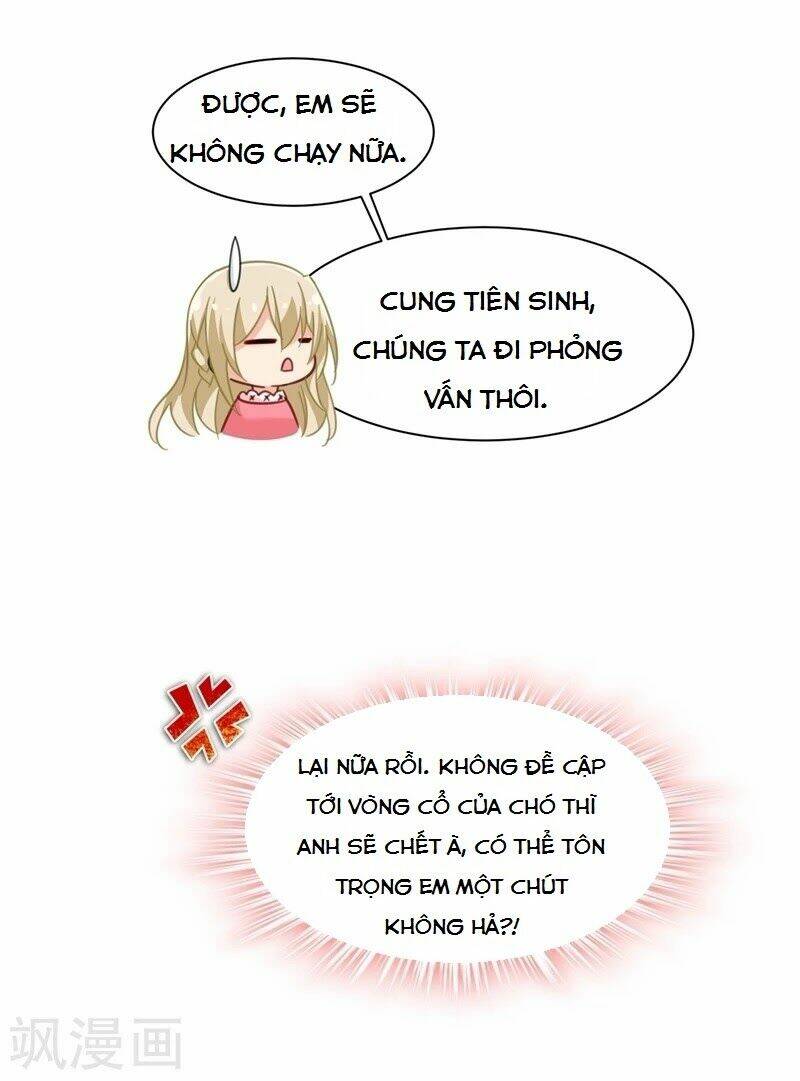 ĐƯỢC, EM SẼ
KHÔNG CHẠY NỮA.
CUNG TIÊN SINH,
CHÚNG TA ĐI PHỎNG
VẤN THÔI.
LẠI NỮA RỒI. KHÔNG ĐỀ CẬP
TỚI VÒNG CỔ CỦA CHÓ THÌ
ANH SẼ CHẾT À, CÓ THỂ TÔN
TRỌNG EM MỘT CHÚT
KHÔNG HẢ?!
飒漫画